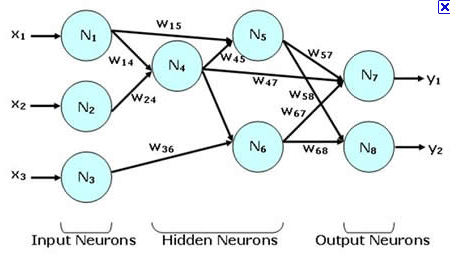 x1
x2
x3
N1
N2
N3
N4
N5
N6
N7
N8
w15
w14
w24
w36
w45
w47
w57
w58
w67
w68
y1
y2
Input Neurons
Hidden Neurons
Output Neurons